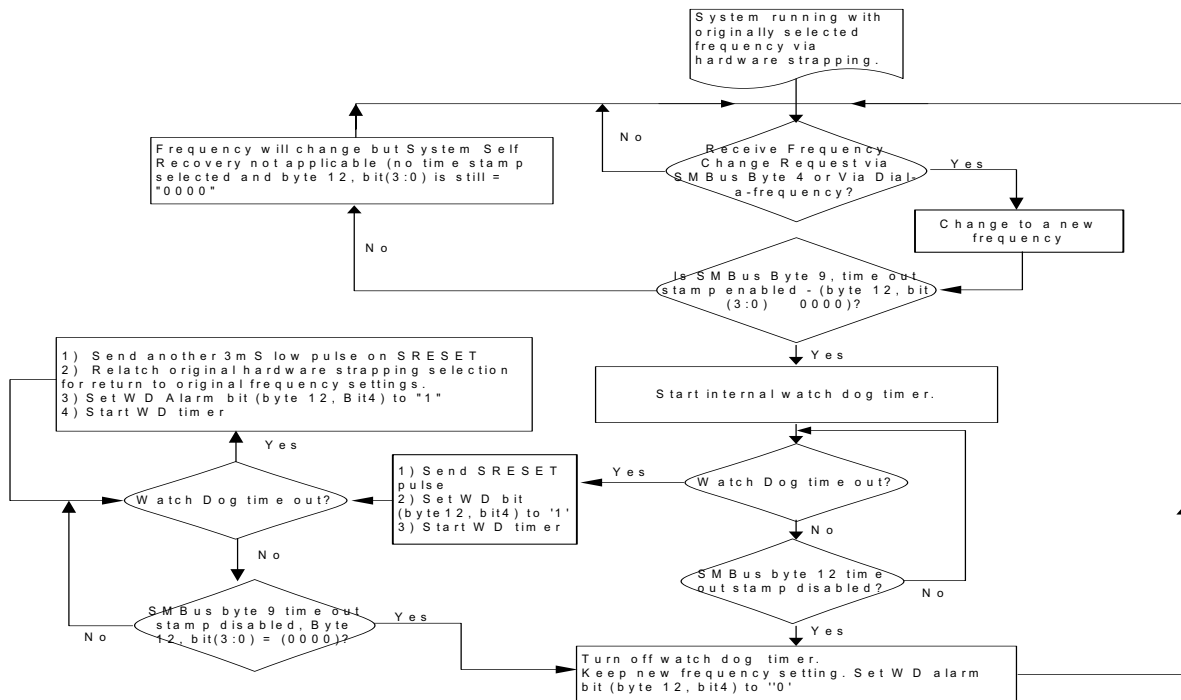 System running with
originally selected
frequency via
hardware strapping.
No
Receive Frequency
Change Request via
SMBus Byte 4 or Via Dial-
a-frequency?
Yes
Frequency will change but System Self
Recovery not applicable (no time stamp
selected and byte 12, bit(3:0) is still =
"0000"
Change to a new
frequency
No
Is SMBus Byte 9, time out
stamp enabled - (byte 12, bit
(3:0) 0000)?
Yes
1) Send another 3mS low pulse on SRESET
2) Relatch original hardware strapping selection
for return to original frequency settings.
3) Set WD Alarm bit (byte 12, Bit4) to "1"
4) Start WD timer
Start internal watch dog timer.
Yes
Watch Dog time out?
1) Send SRESET
pulse
2) Set WD bit
(byte12, bit4) to '1'
3) Start WD timer
Yes
Watch Dog time out?
No
No
SMBus byte 12 time
out stamp disabled?
No
SMBus byte 9 time out
stamp disabled, Byte
12, bit(3:0) = (0000)?
No
Yes
Yes
Turn off watch dog timer.
Keep new frequency setting. Set WD alarm
bit (byte 12, bit4) to ''0'